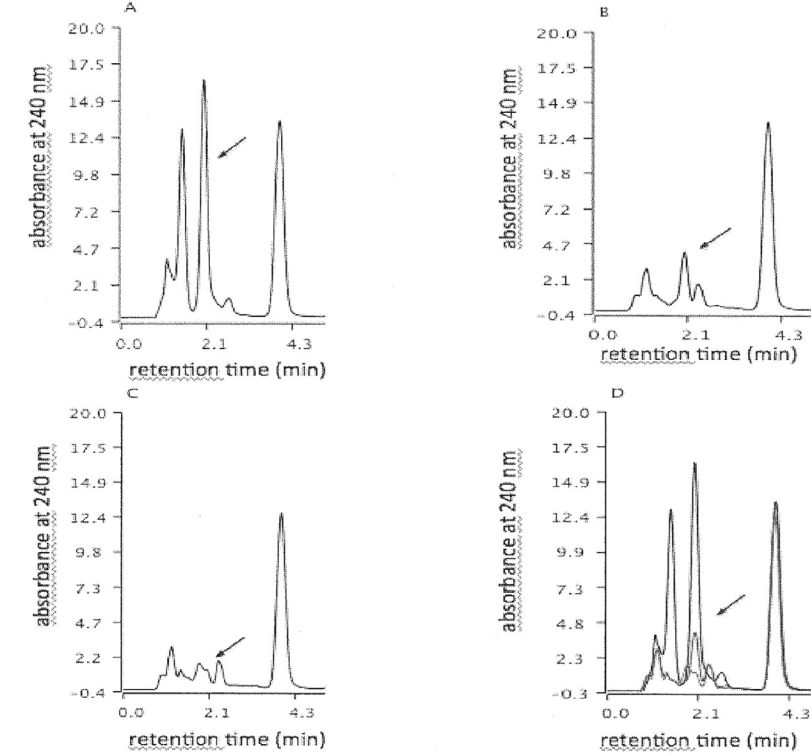 A
absorbance at 240 nm
20.0
17.5
14.9
12.4
9.8
7.2
4.7
2.1
-0.4
0.0 2.1 4.3
retention time (min)
B
absorbance at 240 nm
20.0
17.5
14.9
12.4
9.8
7.2
4.7
2.1
-0.4
0.0 2.1 4.3
retention time (min)
C
absorbance at 240 nm
20.0
17.5
14.9
12.4
9.8
7.3
4.7
2.2
-0.4
0.0 2.1 4.3
retention time (min)
D
absorbance at 240 nm
20.0
17.5
14.9
12.4
9.9
7.3
4.8
2.3
-0.3
0.0 2.1 4.3
retention time (min)